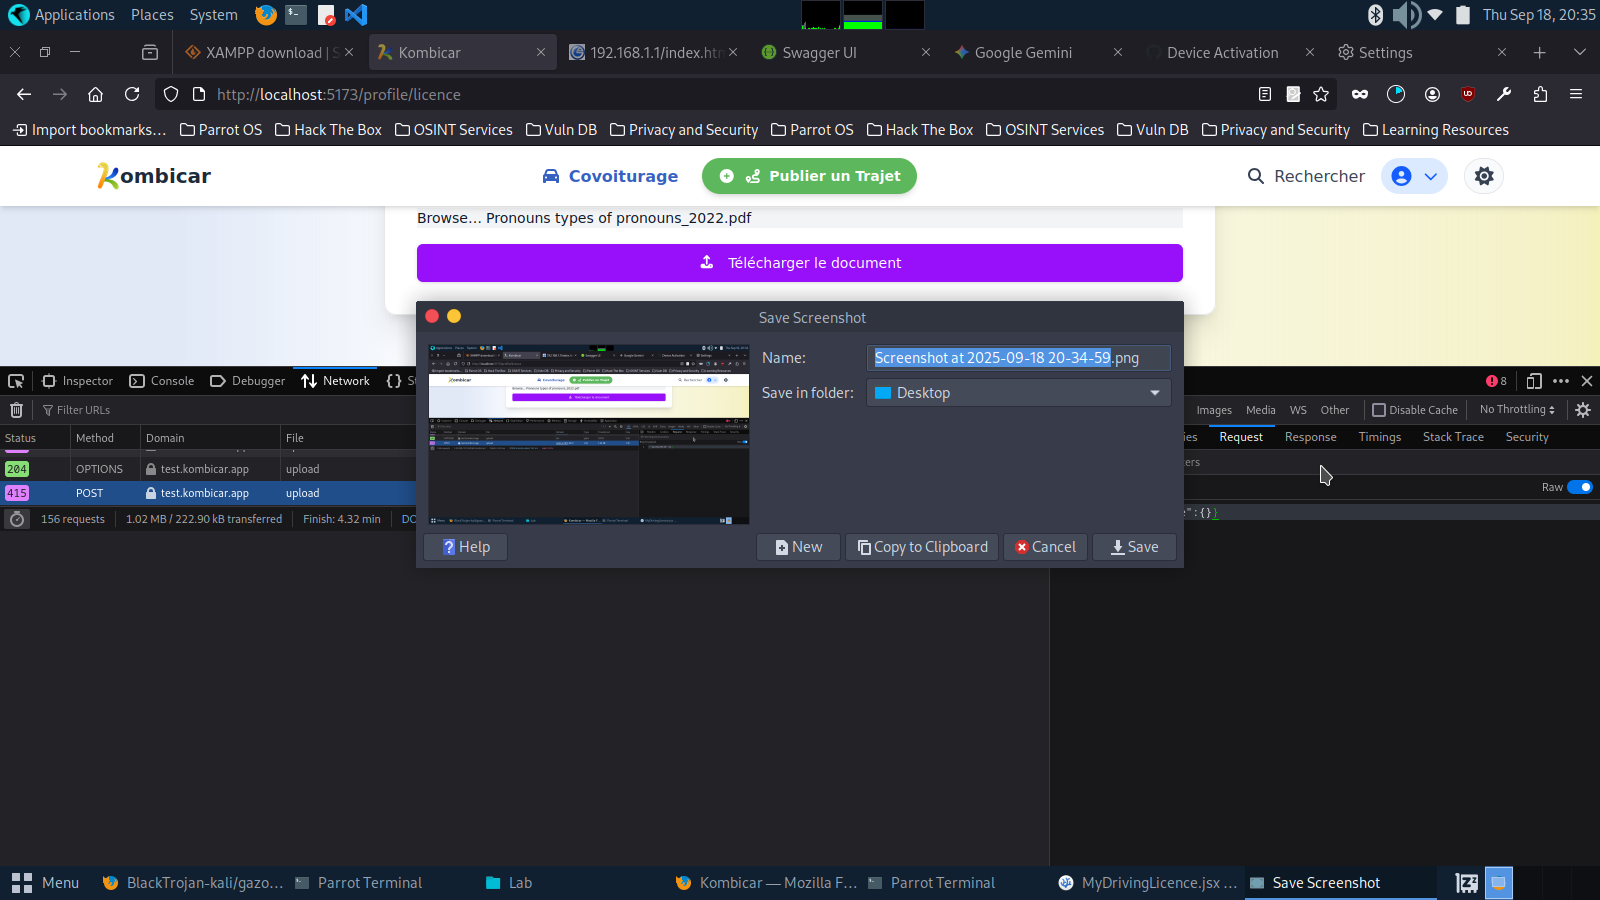 Applications Places System Thu Sep 18, 20:35
XAMPP download | S Kombicar 192.168.1.1/index.htm Swagger UI Google Gemini Device Activation Settings
http://localhost:5173/profile/licence
Import bookmarks... Parrot OS Hack The Box OSINT Services Vuln DB Privacy and Security Parrot OS Hack The Box OSINT Services Vuln DB Privacy and Security Learning Resources
ombicar Covoiturage Publier un Trajet Rechercher
Browse... Pronouns types of pronouns_2022.pdf
Télécharger le document
Save Screenshot
Name: Screenshot at 2025-09-18 20-34-59.png
Save in folder: Desktop
Help New Copy to Clipboard Cancel Save
Inspector Console Debugger Network St 8
Filter URLs Images Media WS Other Disable Cache No Throttling
Status Method Domain File ies Request Response Timings Stack Trace Security
204 OPTIONS test.kombicar.app upload
415 POST test.kombicar.app upload
Raw
156 requests 1.02 MB / 222.90 kB transferred Finish: 4.32 min DO
":{}}
Menu BlackTrojan-kali/gazo... Parrot Terminal Lab Kombicar — Mozilla F... Parrot Terminal MyDrivingLicence.jsx ... Save Screenshot